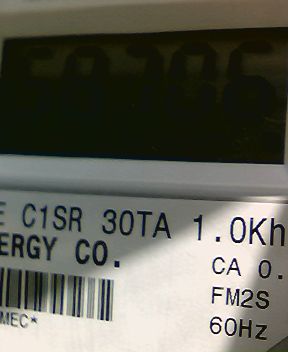 E C1SR 30TA 1.0Kh
ERGY CO.
CA 0.
FM2S
MEC*
60Hz